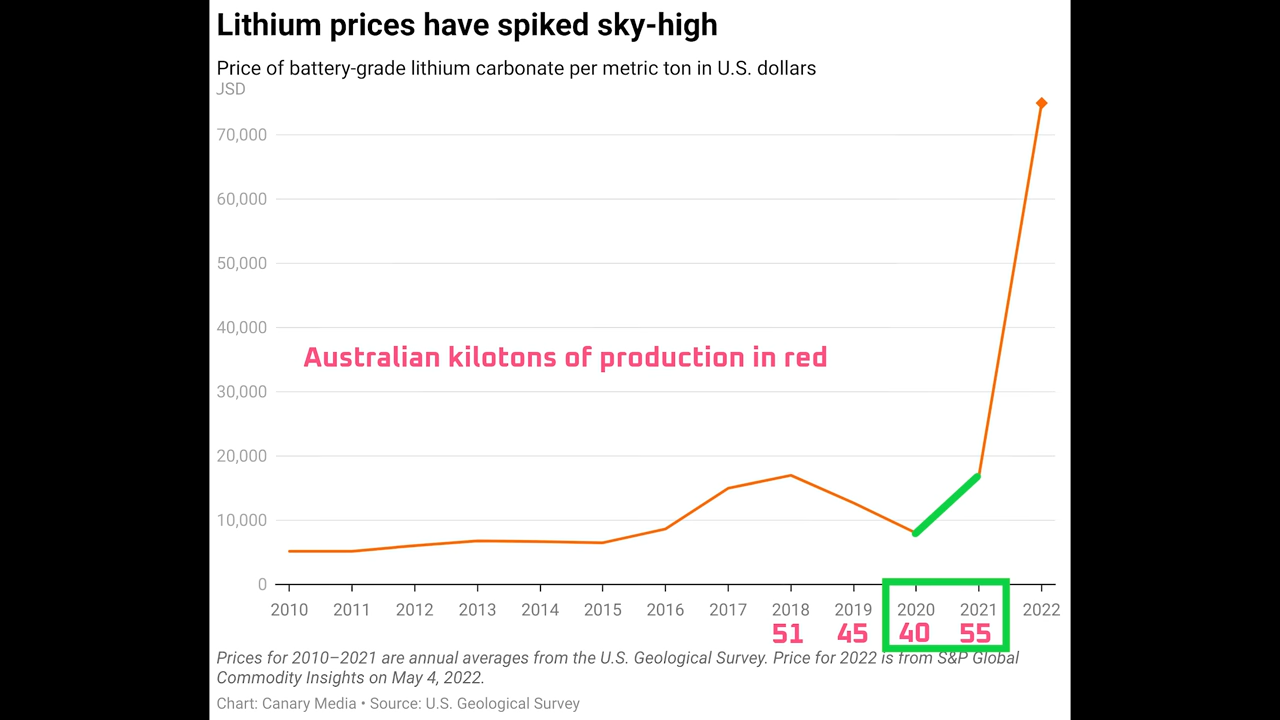 Lithium prices have spiked sky-high
Price of battery-grade lithium carbonate per metric ton in U.S. dollars
JSD
70,000
60,000
50,000
40,000
Australian kilotons of production in red
30,000
20,000
10,000
0
2010 2011 2012 2013 2014 2015 2016 2017 2018 2019 2020 2021 2022
51 45 40 55
Prices for 2010–2021 are annual averages from the U.S. Geological Survey. Price for 2022 is from S&P Global
Commodity Insights on May 4, 2022.
Chart: Canary Media • Source: U.S. Geological Survey